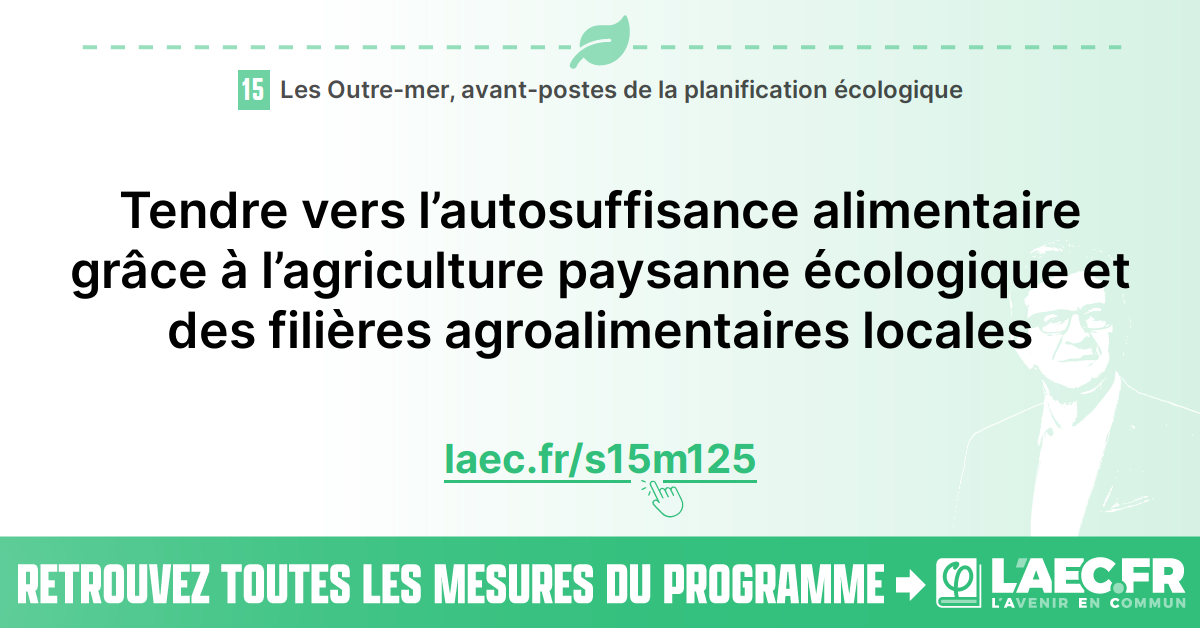 15 Les Outre-mer, avant-postes de la planification écologique
Tendre vers l’autosuffisance alimentaire
grâce à l’agriculture paysanne écologique et
des filières agroalimentaires locales
laec.fr/s15m125
RETROUVEZ TOUTES LES MESURES DU PROGRAMME
φ L'AEC.FR
L'AVENIR EN COMMUN